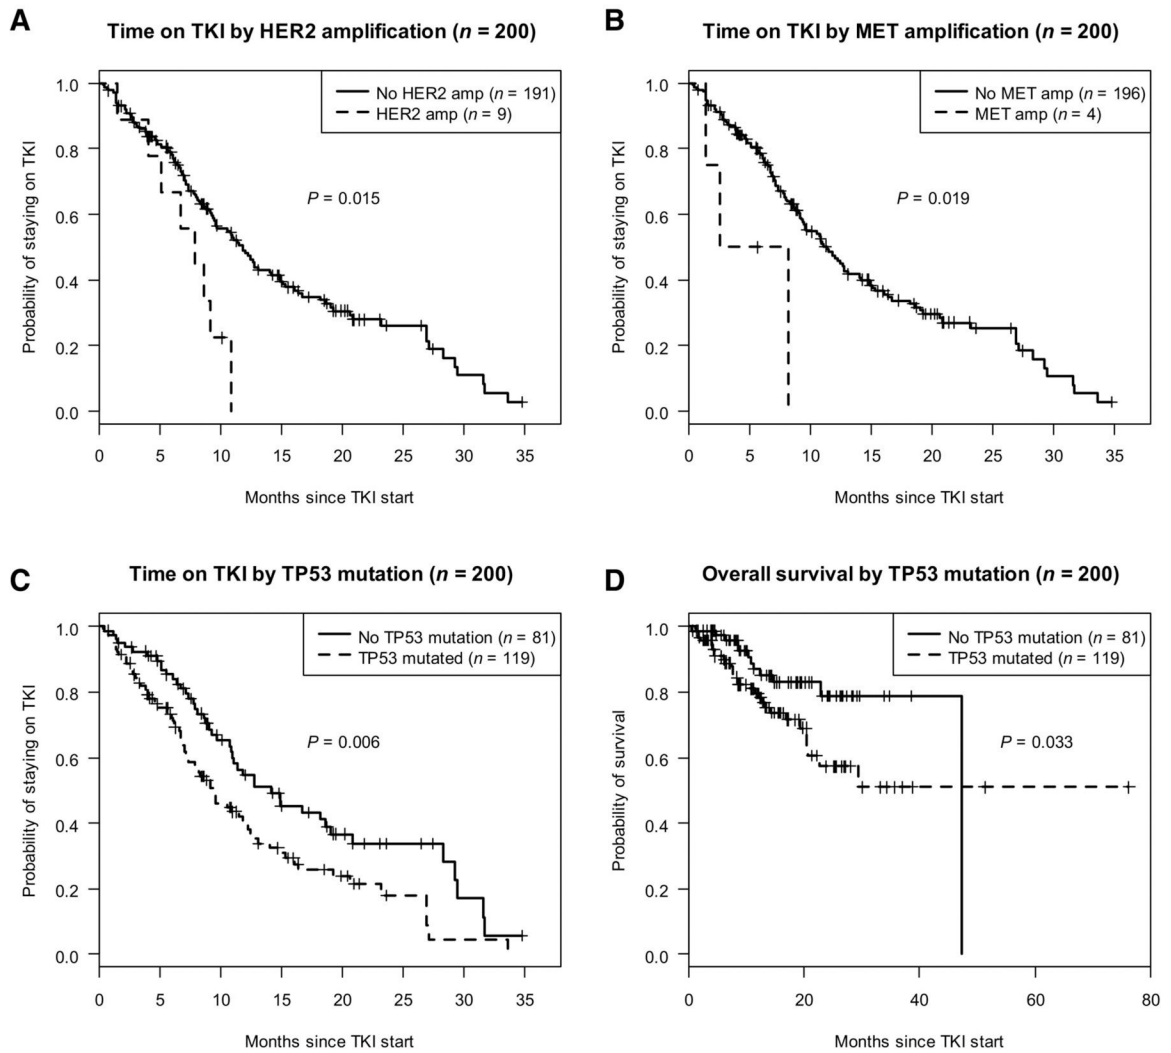 A
Time on TKI by HER2 amplification (n = 200)
Probability of staying on TKI
1.0
0.8
0.6
0.4
0.2
0.0
No HER2 amp (n = 191)
HER2 amp (n = 9)
P = 0.015
0 5 10 15 20 25 30 35
Months since TKI start
B
Time on TKI by MET amplification (n = 200)
Probability of staying on TKI
1.0
0.8
0.6
0.4
0.2
0.0
No MET amp (n = 196)
MET amp (n = 4)
P = 0.019
0 5 10 15 20 25 30 35
Months since TKI start
C
Time on TKI by TP53 mutation (n = 200)
Probability of staying on TKI
1.0
0.8
0.6
0.4
0.2
0.0
No TP53 mutation (n = 81)
TP53 mutated (n = 119)
P = 0.006
0 5 10 15 20 25 30 35
Months since TKI start
D
Overall survival by TP53 mutation (n = 200)
Probability of survival
1.0
0.8
0.6
0.4
0.2
0.0
No TP53 mutation (n = 81)
TP53 mutated (n = 119)
P = 0.033
0 20 40 60 80
Months since TKI start